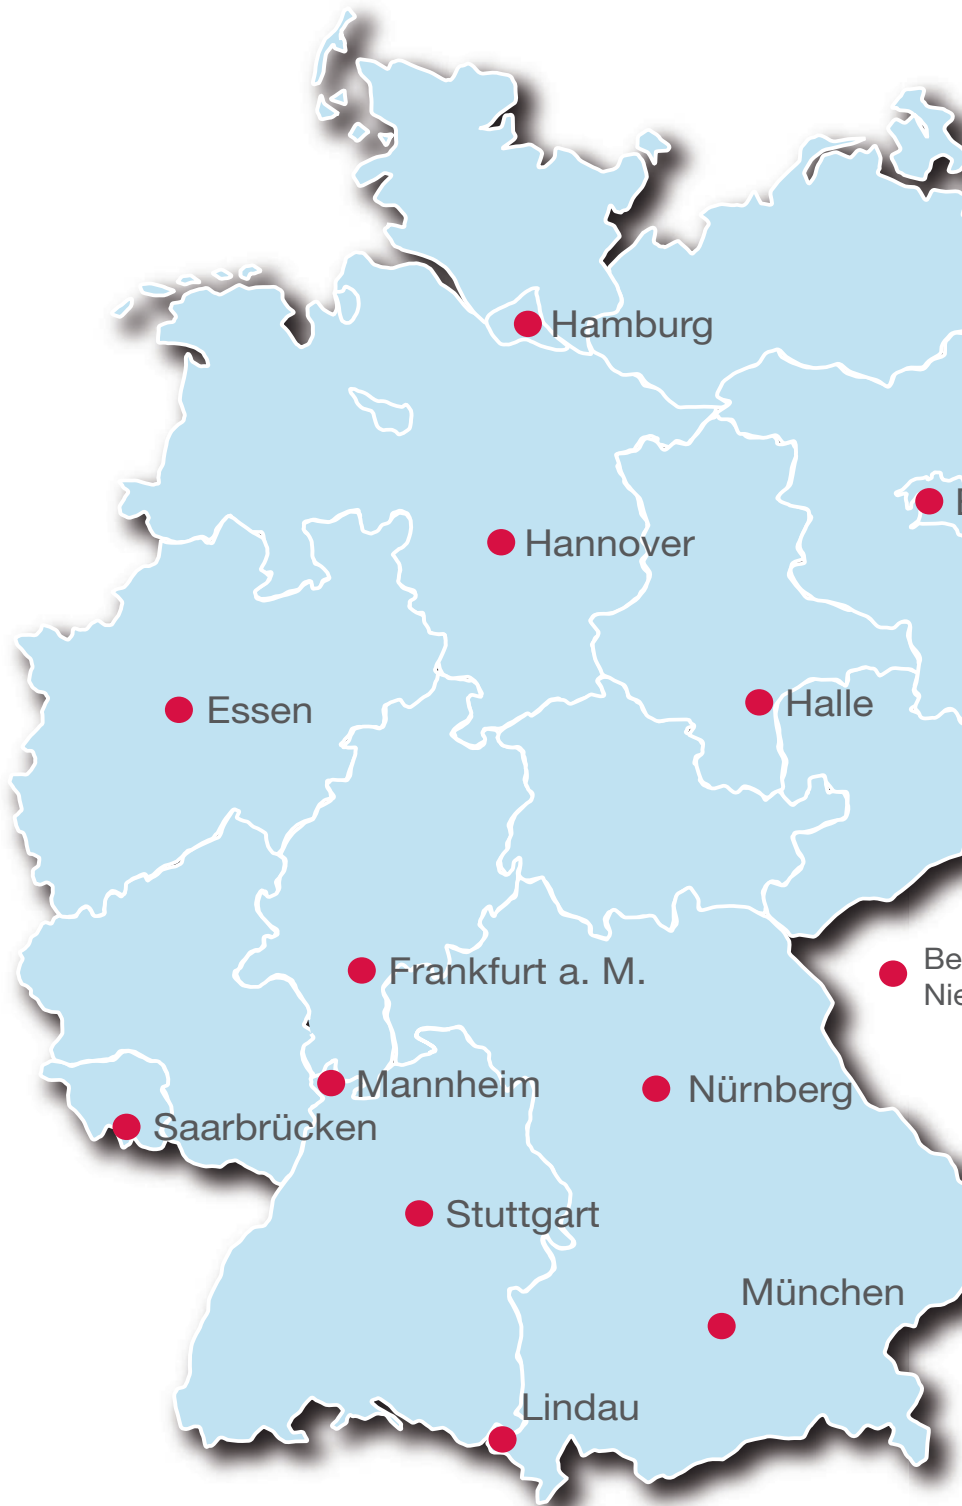 Hamburg
Hannover
Essen
Halle
Frankfurt a. M.
Mannheim
Nürnberg
Saarbrücken
Stuttgart
München
Lindau